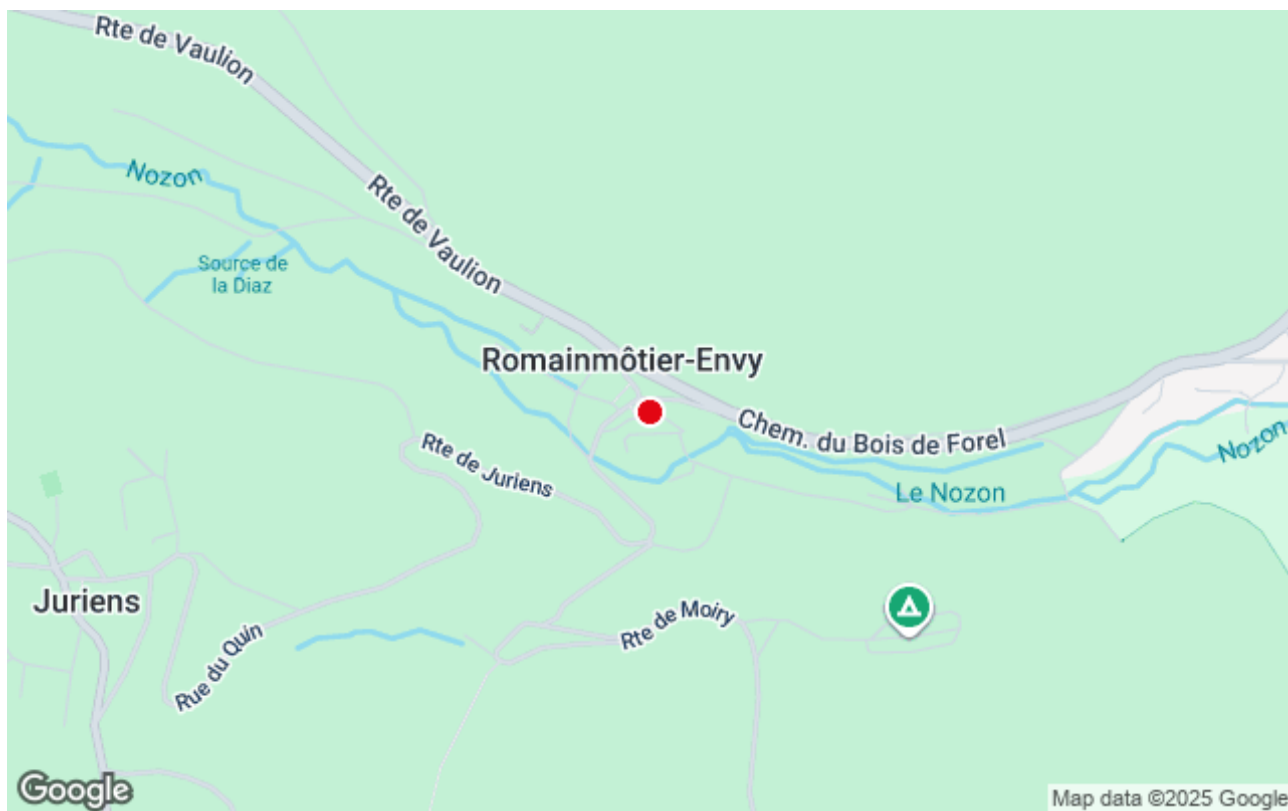 Rte de Vaulion
Nozon
Rte de Vaulion
Source de
la Diaz
Romainmôtier-Envy
Chem. du Bois de Forel
Nozon
Rte de Juriens
Le Nozon
Juriens
Rte de Moiry
Rue du Quín
Google
Map data ©2025 Google